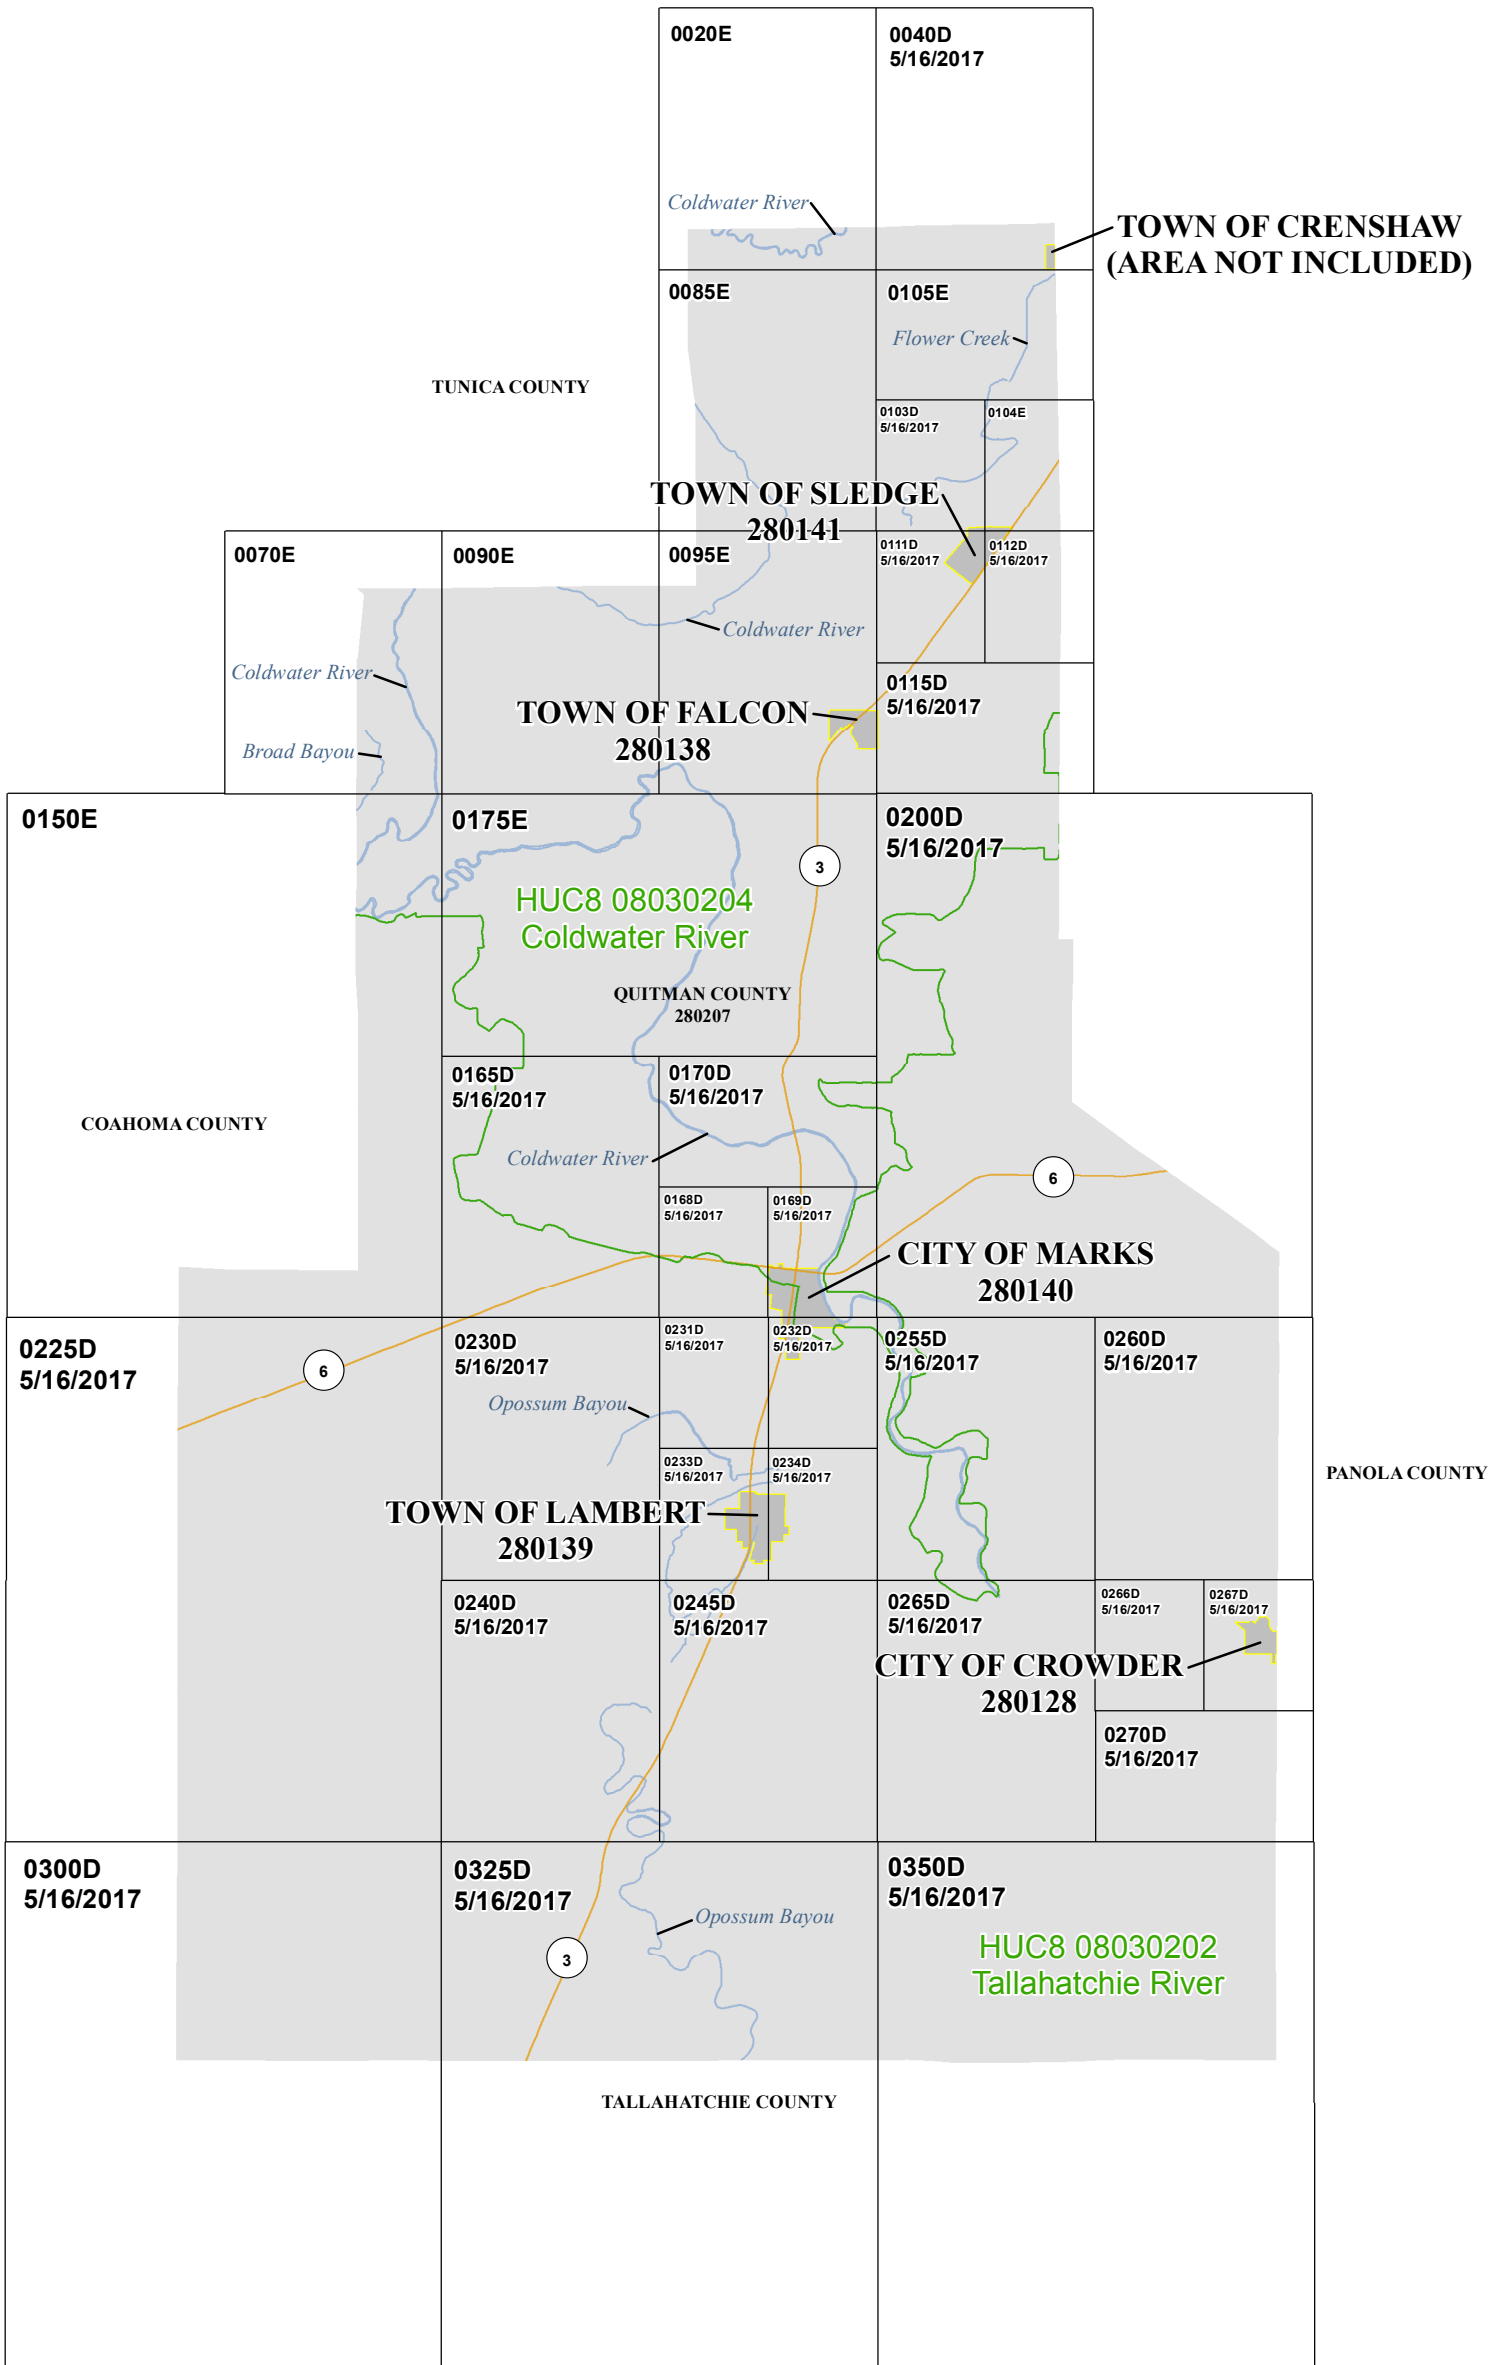 0020E
0040D
5/16/2017
Coldwater River
TOWN OF CRENSHAW
(AREA NOT INCLUDED)
0085E
0105E
Flower Creek
TUNICA COUNTY
0103D
5/16/2017
0104E
TOWN OF SLEDGE
280141
0070E
0090E
0095E
0111D
5/16/2017
0112D
5/16/2017
Coldwater River
Coldwater River
0115D
5/16/2017
TOWN OF FALCON
280138
Broad Bayou
0150E
0175E
0200D
5/16/2017
3
HUC8 08030204
Coldwater River
QUITMAN COUNTY
280207
0165D
5/16/2017
0170D
5/16/2017
COAHOMA COUNTY
Coldwater River
6
0168D
5/16/2017
0169D
5/16/2017
CITY OF MARKS
280140
0225D
5/16/2017
0230D
5/16/2017
0231D
5/16/2017
0232D
5/16/2017
0255D
5/16/2017
0260D
5/16/2017
6
Opossum Bayou
0233D
5/16/2017
0234D
5/16/2017
PANOLA COUNTY
TOWN OF LAMBERT
280139
0240D
5/16/2017
0245D
5/16/2017
0265D
5/16/2017
0266D
5/16/2017
0267D
5/16/2017
CITY OF CROWDER
280128
0270D
5/16/2017
0300D
5/16/2017
0325D
5/16/2017
0350D
5/16/2017
Opossum Bayou
3
HUC8 08030202
Tallahatchie River
TALLAHATCHIE COUNTY